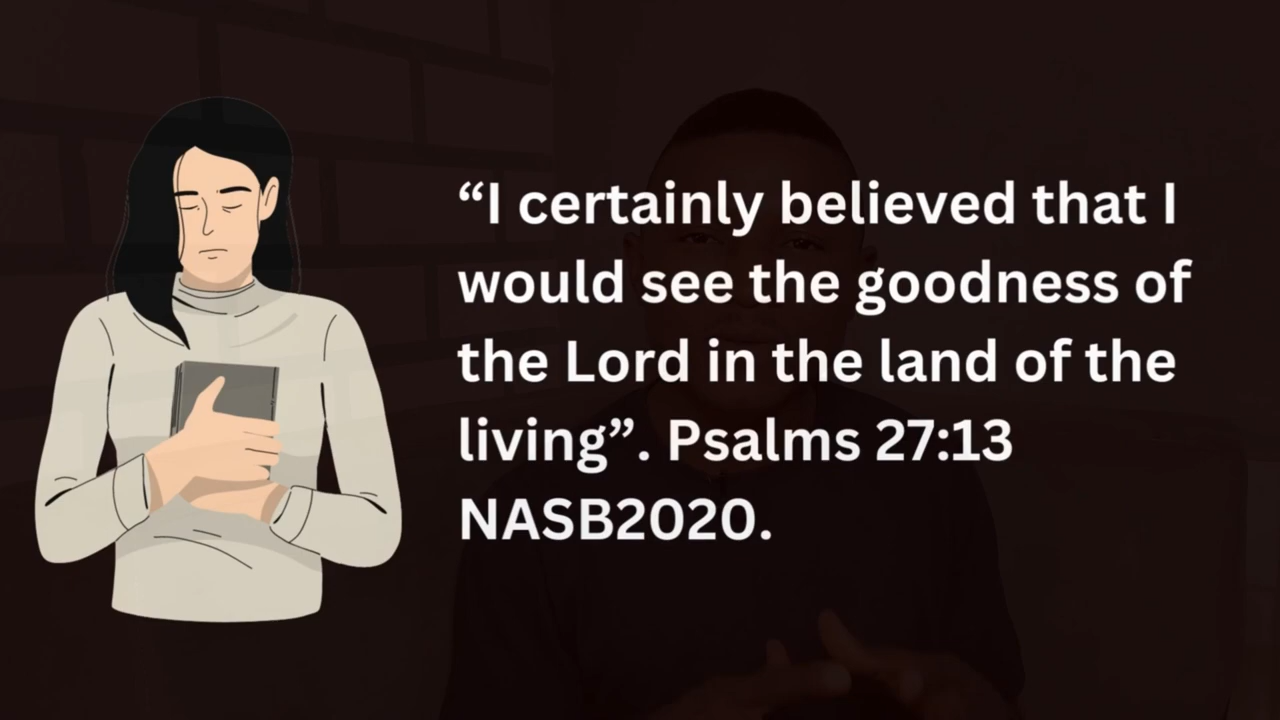 “I certainly believed that I
would see the goodness of
the Lord in the land of the
living”. Psalms 27:13
NASB2020.